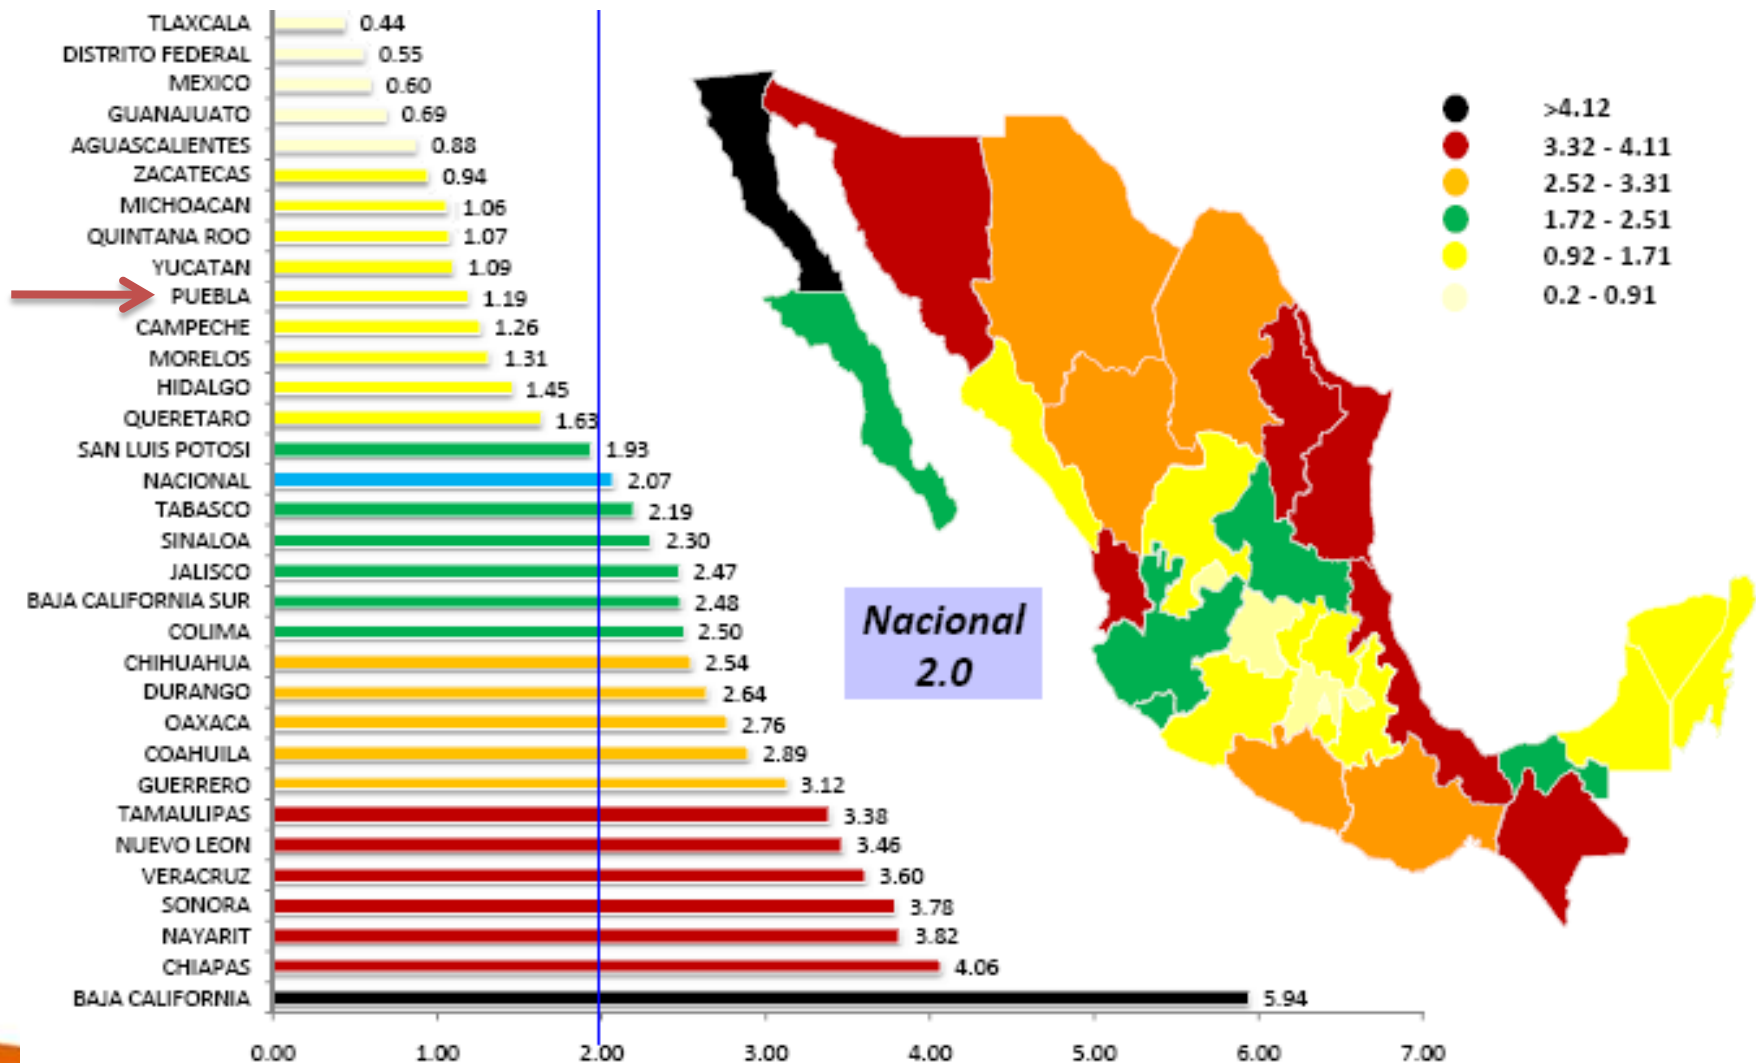 TLAXCALA 0.44
DISTRITO FEDERAL 0.55
MEXICO 0.60
GUANAJUATO 0.69
AGUASCALIENTES 0.88
ZACATECAS 0.94
MICHOACAN 1.06
QUINTANA ROO 1.07
YUCATAN 1.09
PUEBLA 1.19
CAMPECHE 1.26
MORELOS 1.31
HIDALGO 1.45
QUERETARO 1.63
SAN LUIS POTOSI 1.93
NACIONAL 2.07
TABASCO 2.19
SINALOA 2.30
JALISCO 2.47
BAJA CALIFORNIA SUR 2.48
COLIMA 2.50
CHIHUAHUA 2.54
DURANGO 2.64
OAXACA 2.76
COAHUILA 2.89
GUERRERO 3.12
TAMAULIPAS 3.38
NUEVO LEON 3.46
VERACRUZ 3.60
SONORA 3.78
NAYARIT 3.82
CHIAPAS 4.06
BAJA CALIFORNIA 5.94
0.00 1.00 2.00 3.00 4.00 5.00 6.00 7.00
>4.12
3.32 - 4.11
2.52 - 3.31
1.72 - 2.51
0.92 - 1.71
0.2 - 0.91
Nacional
2.0